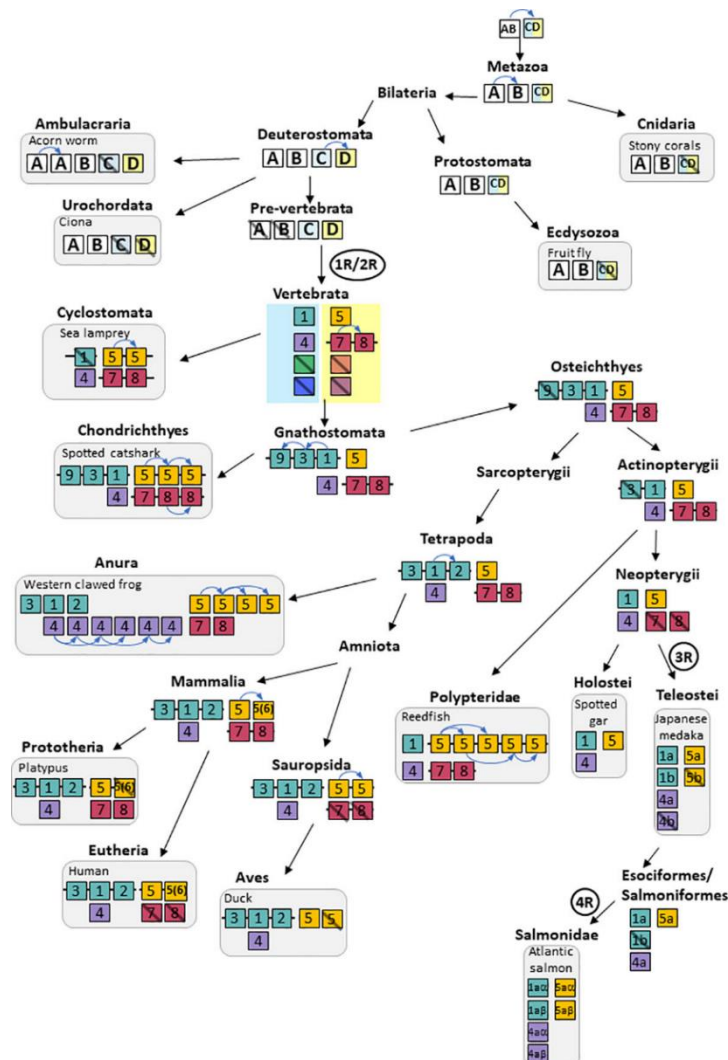 AB CD
Metazoa
A B CD
Bilateria
Cnidaria
Stony corals
A B CD
Ambulacraria
Acorn worm
A A B C D
Deuterostomata
A B C D
Protostomata
A B CD
Urochordata
Ciona
A B C D
Pre-vertebrata
A B C D
Ecdysozoa
Fruit fly
A B CD
1R/2R
Vertebrata
1 5
4 7 8
Cyclostomata
Sea lamprey
1 5 5
4 7 8
Osteichthyes
9 3 1 5
4 7 8
Chondrichthyes
Spotted catshark
9 3 1 5 5 5
4 7 8 8
Gnathostomata
9 3 1 5
4 7 8
Sarcopterygii
Actinopterygii
3 1 5
4 7 8
Tetrapoda
3 1 2 5
4 7 8
Anura
Western clawed frog
3 1 2 5 5 5 5
4 4 4 4 4 4 7 8
Neopterygii
1 5
4 7 8
3R
Amniota
Mammalia
3 1 2 5 5(6)
4 7 8
Polypteridae
Reedfish
1 5 5 5 5 5
4 7 8
Holostei
Spotted
gar
1 5
4
Teleostei
Japanese
medaka
1a 5a
1b 5b
4a
4b
Prototheria
Platypus
3 1 2 5 5(6)
4 7 8
Sauropsida
3 1 2 5 5
4 7 8
Eutheria
Human
3 1 2 5 5(6)
4 7 8
Aves
Duck
3 1 2 5 5
4
Esociformes/
Salmoniformes
1a 5a
1b
4a
4R
Salmonidae
Atlantic
salmon
1aα 5aα
1aβ 5aβ
4aα
4aβ